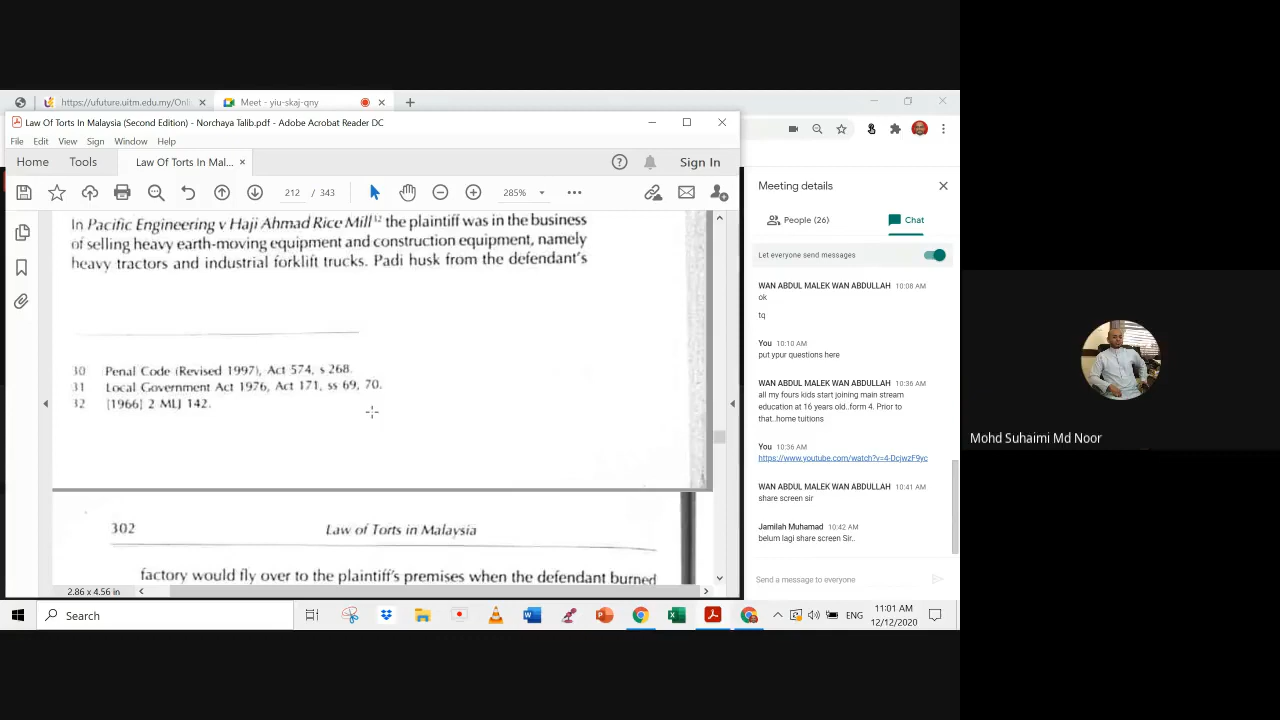 https://ufuture.uitm.edu.my/Onli
Meet - yiu-skaj-qny
Law Of Torts In Malaysia (Second Edition) - Norchaya Talib.pdf - Adobe Acrobat Reader DC
File Edit View Sign Window Help
Home Tools Law Of Torts In Mal... Sign In
212 / 343 285%
In Pacific Engineering v Haji Ahmad Rice Mill³² the plaintiff was in the business
of selling heavy earth-moving equipment and construction equipment, namely
heavy tractors and industrial forklift trucks. Padi husk from the defendant's
30 Penal Code (Revised 1997), Act 574, s 268.
31 Local Government Act 1976, Act 171, ss 69, 70.
32 [1966] 2 MLJ 142.
302 Law of Torts in Malaysia
factory would fly over to the plaintiff's premises when the defendant burned
2.86 x 4.56 in
Meeting details
People (26) Chat
Let everyone send messages
WAN ABDUL MALEK WAN ABDULLAH 10:08 AM
ok
tq
You 10:10 AM
put ypur questions here
WAN ABDUL MALEK WAN ABDULLAH 10:36 AM
all my fours kids start joining main stream
education at 16 years old..form 4. Prior to
that..home tuitions
You 10:36 AM
https://www.youtube.com/watch?v=4-DcjwzF9yc
WAN ABDUL MALEK WAN ABDULLAH 10:41 AM
share screen sir
Jamilah Muhamad 10:42 AM
belum lagi share screen Sir..
Send a message to everyone
Search
ENG
11:01 AM
12/12/2020
Mohd Suhaimi Md Noor